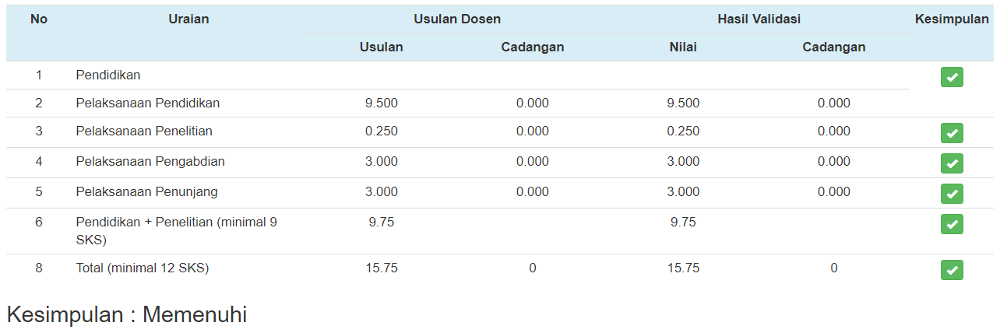 No Uraian Usulan Dosen Hasil Validasi Kesimpulan
Usulan Cadangan Nilai Cadangan
1 Pendidikan
2 Pelaksanaan Pendidikan 9.500 0.000 9.500 0.000
3 Pelaksanaan Penelitian 0.250 0.000 0.250 0.000
4 Pelaksanaan Pengabdian 3.000 0.000 3.000 0.000
5 Pelaksanaan Penunjang 3.000 0.000 3.000 0.000
6 Pendidikan + Penelitian (minimal 9 9.75 9.75
SKS)
8 Total (minimal 12 SKS) 15.75 0 15.75 0
Kesimpulan : Memenuhi